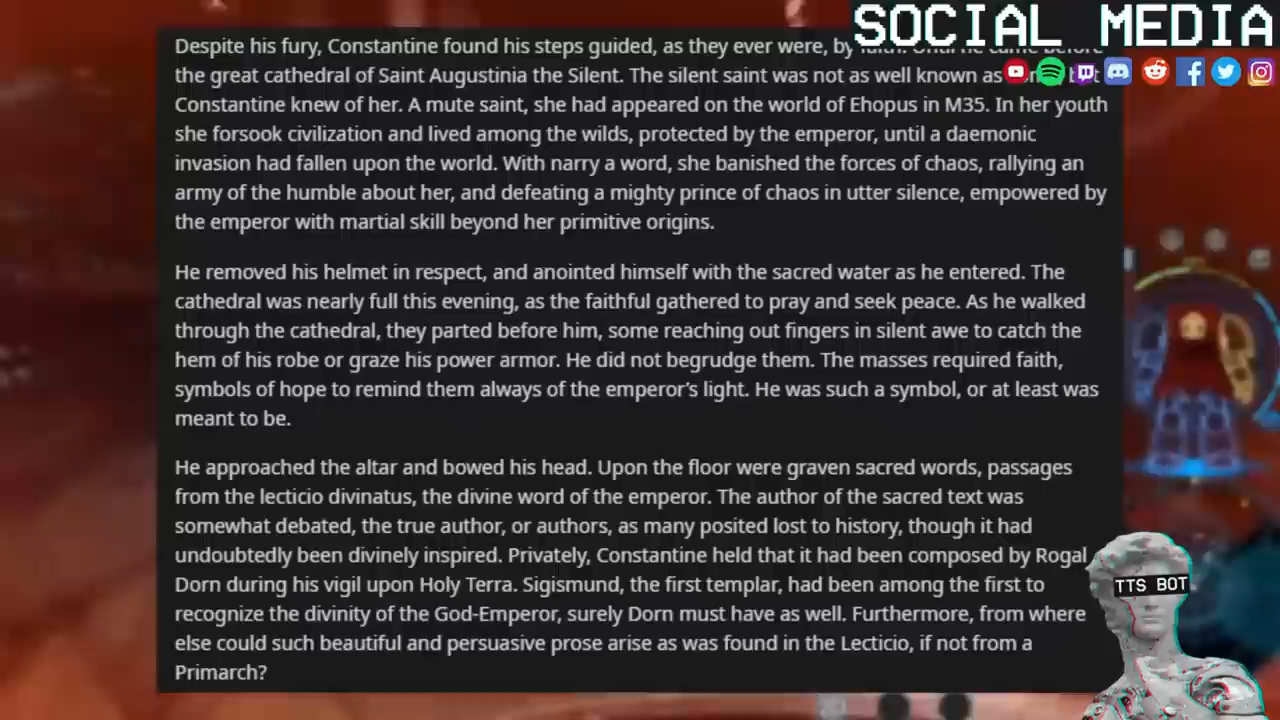 SOCIAL MEDIA
Despite his fury, Constantine found his steps guided, as they ever were, by
the great cathedral of Saint Augustinia the Silent. The silent saint was not as well known as
Constantine knew of her. A mute saint, she had appeared on the world of Ehopus in M35. In her youth
she forsook civilization and lived among the wilds, protected by the emperor, until a daemonic
invasion had fallen upon the world. With narry a word, she banished the forces of chaos, rallying an
army of the humble about her, and defeating a mighty prince of chaos in utter silence, empowered by
the emperor with martial skill beyond her primitive origins.
He removed his helmet in respect, and anointed himself with the sacred water as he entered. The
cathedral was nearly full this evening, as the faithful gathered to pray and seek peace. As he walked
through the cathedral, they parted before him, some reaching out fingers in silent awe to catch the
hem of his robe or graze his power armor. He did not begrudge them. The masses required faith,
symbols of hope to remind them always of the emperor's light. He was such a symbol, or at least was
meant to be.
He approached the altar and bowed his head. Upon the floor were graven sacred words, passages
from the lecticio divinatus, the divine word of the emperor. The author of the sacred text was
somewhat debated, the true author, or authors, as many posited lost to history, though it had
undoubtedly been divinely inspired. Privately, Constantine held that it had been composed by Rogal
Dorn during his vigil upon Holy Terra. Sigismund, the first templar, had been among the first to
recognize the divinity of the God-Emperor, surely Dorn must have as well. Furthermore, from where
else could such beautiful and persuasive prose arise as was found in the Lecticio, if not from a
Primarch?
TTS BOT